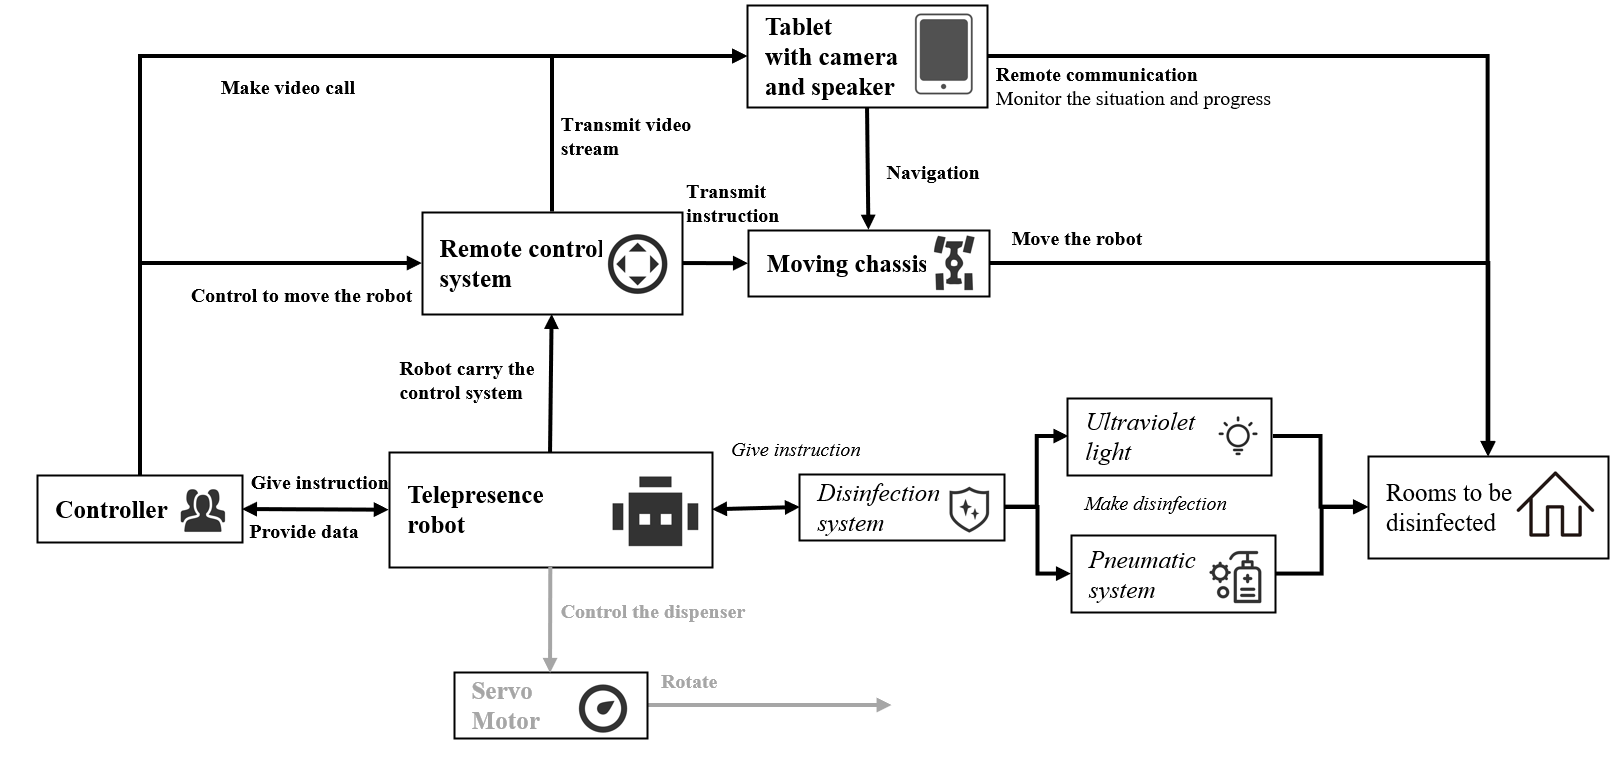 Tablet
with camera
and speaker
Remote communication
Monitor the situation and progress
Make video call
Transmit video
stream
Navigation
Transmit
instruction
Remote control
system
Moving chassis
Move the robot
Control to move the robot
Robot carry the
control system
Controller
Give instruction
Provide data
Telepresence
robot
Give instruction
Disinfection
system
Ultraviolet
light
Make disinfection
Pneumatic
system
Rooms to be
disinfected
Control the dispenser
Servo
Motor
Rotate